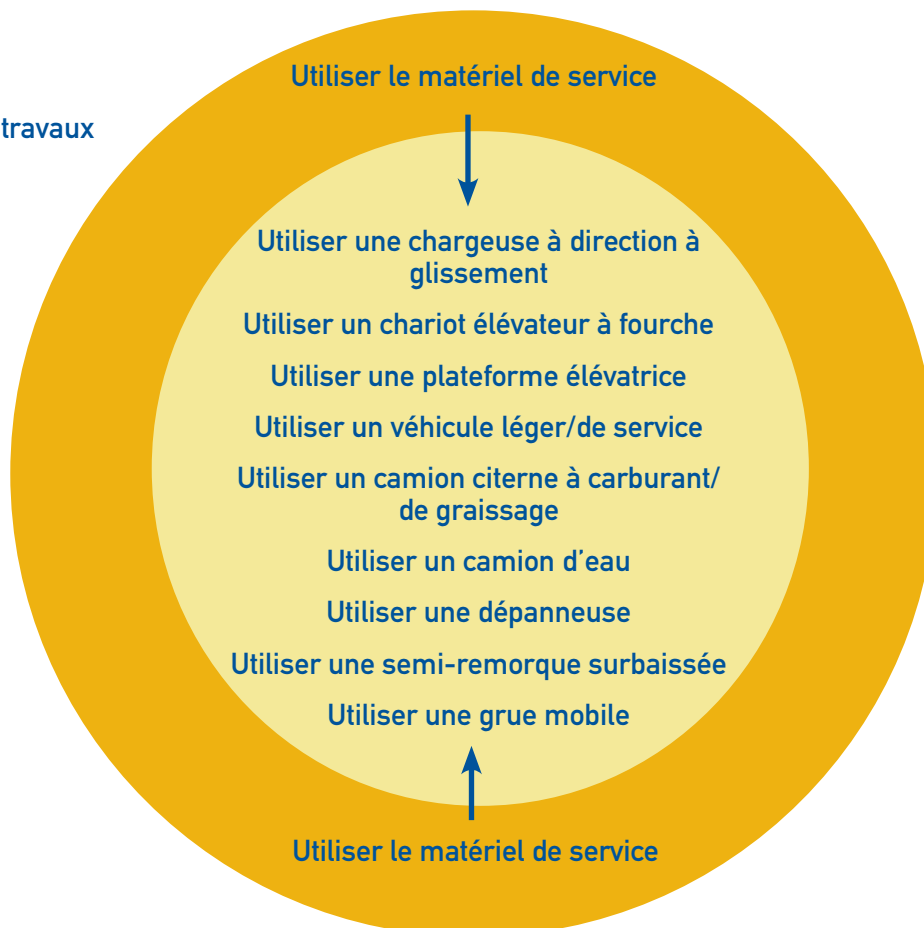 Utiliser le matériel de service
travaux
Utiliser une chargeuse à direction à
glissement
Utiliser un chariot élévateur à fourche
Utiliser une plateforme élévatrice
Utiliser un véhicule léger/de service
Utiliser un camion citerne à carburant/
de graissage
Utiliser un camion d'eau
Utiliser une dépanneuse
Utiliser une semi-remorque surbaissée
Utiliser une grue mobile
Utiliser le matériel de service